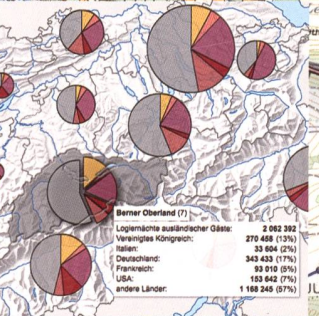 Berner Oberland (7)
Logiernächte ausländischer Gäste: 2 062 392
Vereinigtes Königreich: 270 458 (13%)
Italien: 33 604 (2%)
Deutschland: 343 433 (17%)
Frankreich: 93 010 (5%)
USA: 153 642 (7%)
andere Länder: 1 168 245 (57%)